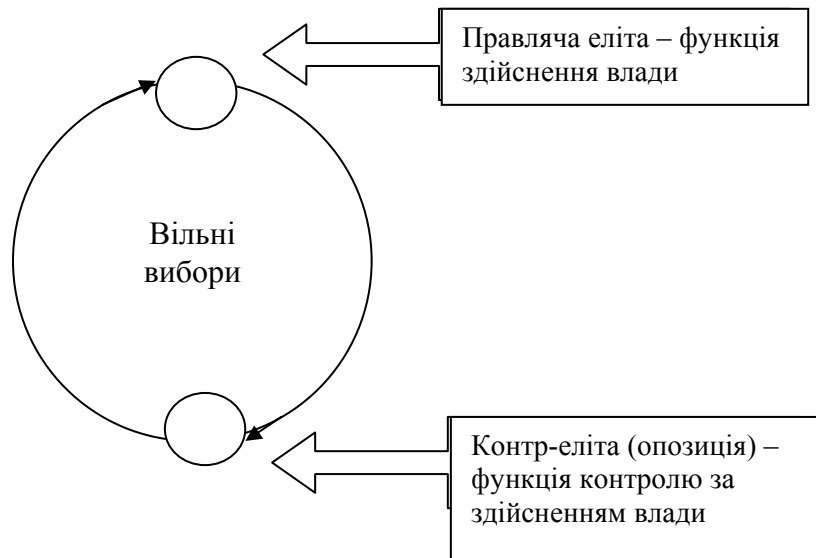 Правляча еліта – функція
здійснення влади
Вільні
вибори
Контр-еліта (опозиція) –
функція контролю за
здійсненням влади